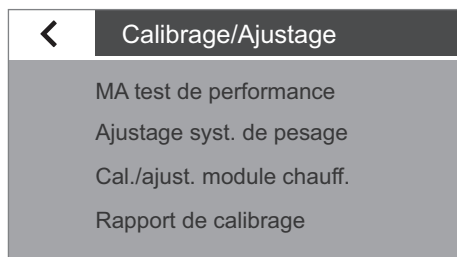 Calibrage/Ajustage
MA test de performance
Ajustage syst. de pesage
Cal./ajust. module chauff.
Rapport de calibrage